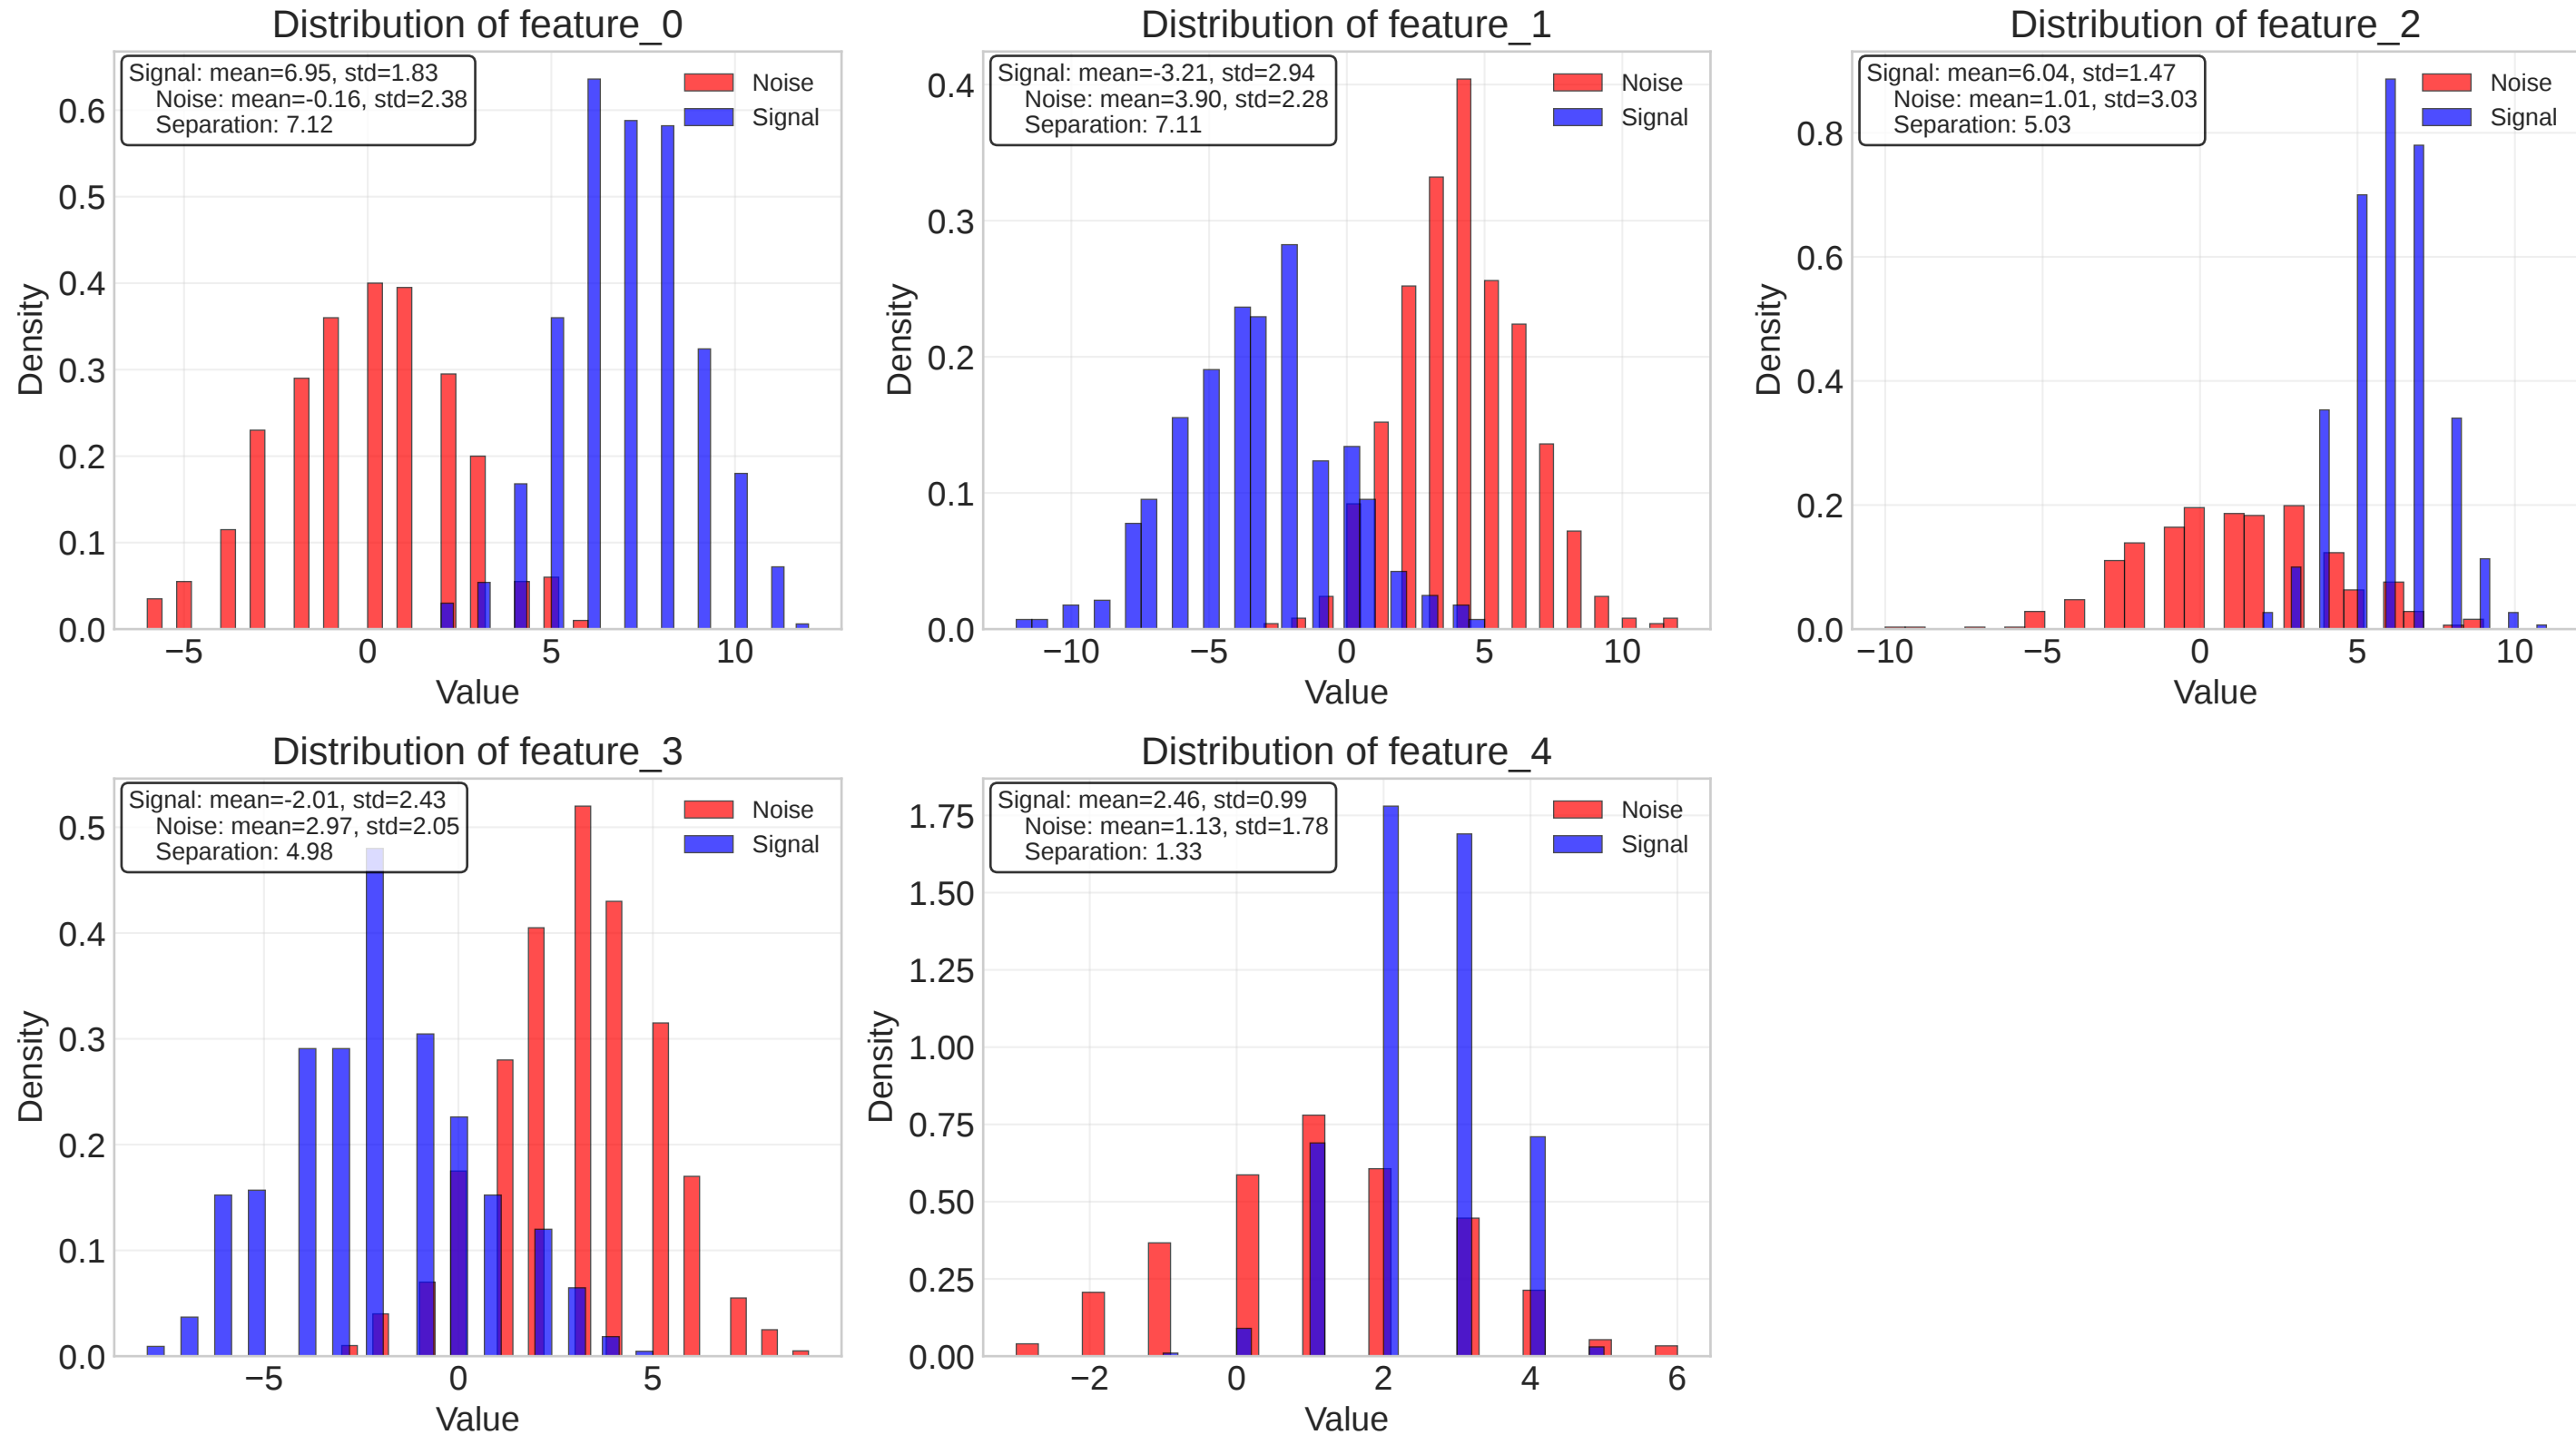 Distribution of feature_0
Signal: mean=6.95, std=1.83
Noise: mean=-0.16, std=2.38
Separation: 7.12
Noise
Signal
0.6
0.5
0.4
0.3
0.2
0.1
0.0
Density
−5 0 5 10
Value
Distribution of feature_1
Signal: mean=-3.21, std=2.94
Noise: mean=3.90, std=2.28
Separation: 7.11
Noise
Signal
0.4
0.3
0.2
0.1
0.0
Density
−10 −5 0 5 10
Value
Distribution of feature_2
Signal: mean=6.04, std=1.47
Noise: mean=1.01, std=3.03
Separation: 5.03
Noise
Signal
0.8
0.6
0.4
0.2
0.0
Density
−10 −5 0 5 10
Value
Distribution of feature_3
Signal: mean=-2.01, std=2.43
Noise: mean=2.97, std=2.05
Separation: 4.98
Noise
Signal
0.5
0.4
0.3
0.2
0.1
0.0
Density
−5 0 5
Value
Distribution of feature_4
Signal: mean=2.46, std=0.99
Noise: mean=1.13, std=1.78
Separation: 1.33
Noise
Signal
1.75
1.50
1.25
1.00
0.75
0.50
0.25
0.00
Density
−2 0 2 4 6
Value